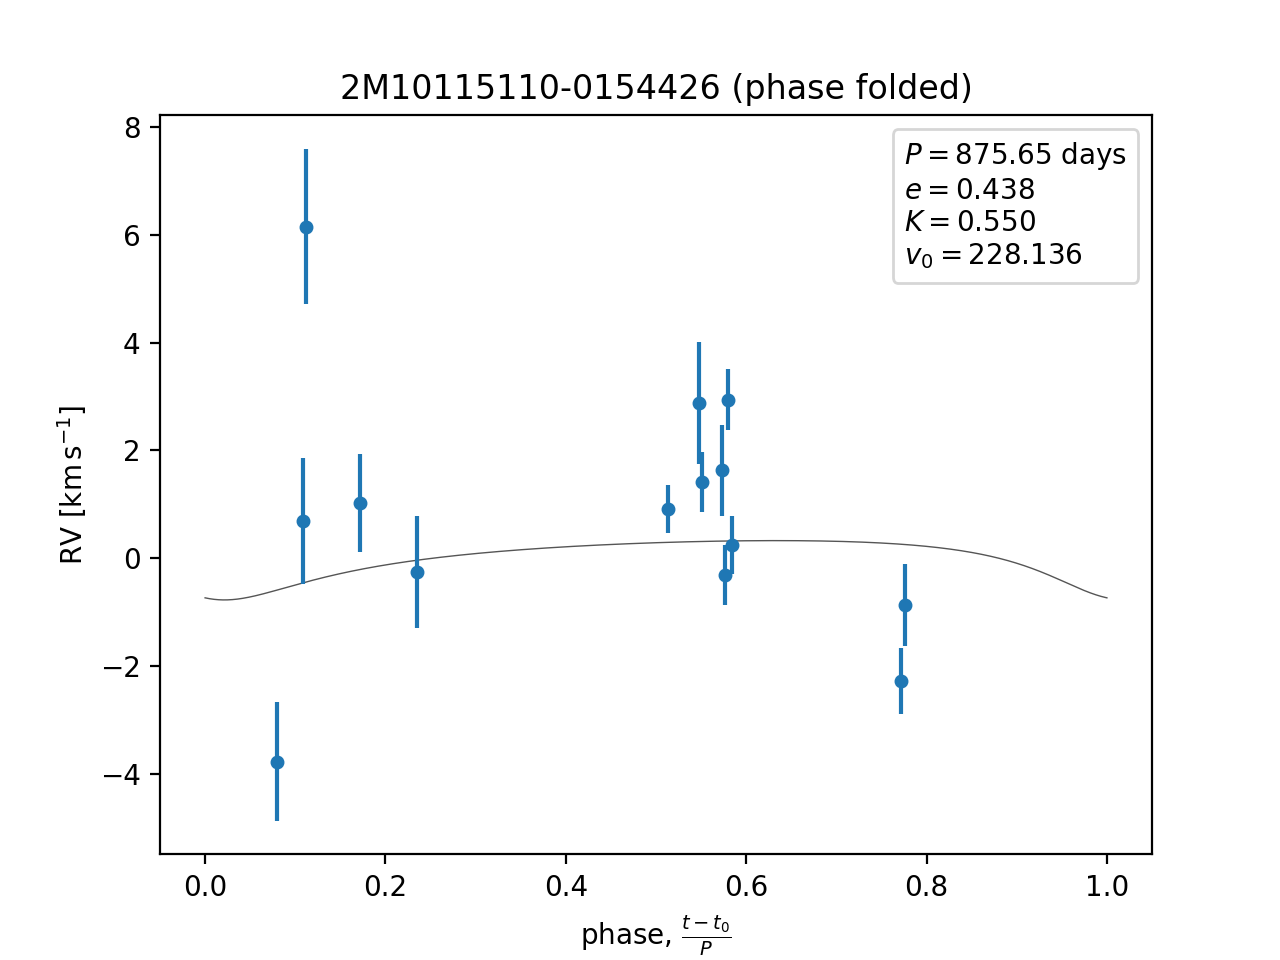 2M10115110-0154426 (phase folded)
P = 875.65 days
e = 0.438
K = 0.550
v₀ = 228.136
8
6
4
2
0
−2
−4
RV [km s⁻¹]
0.0 0.2 0.4 0.6 0.8 1.0
phase, (t − t₀)/P